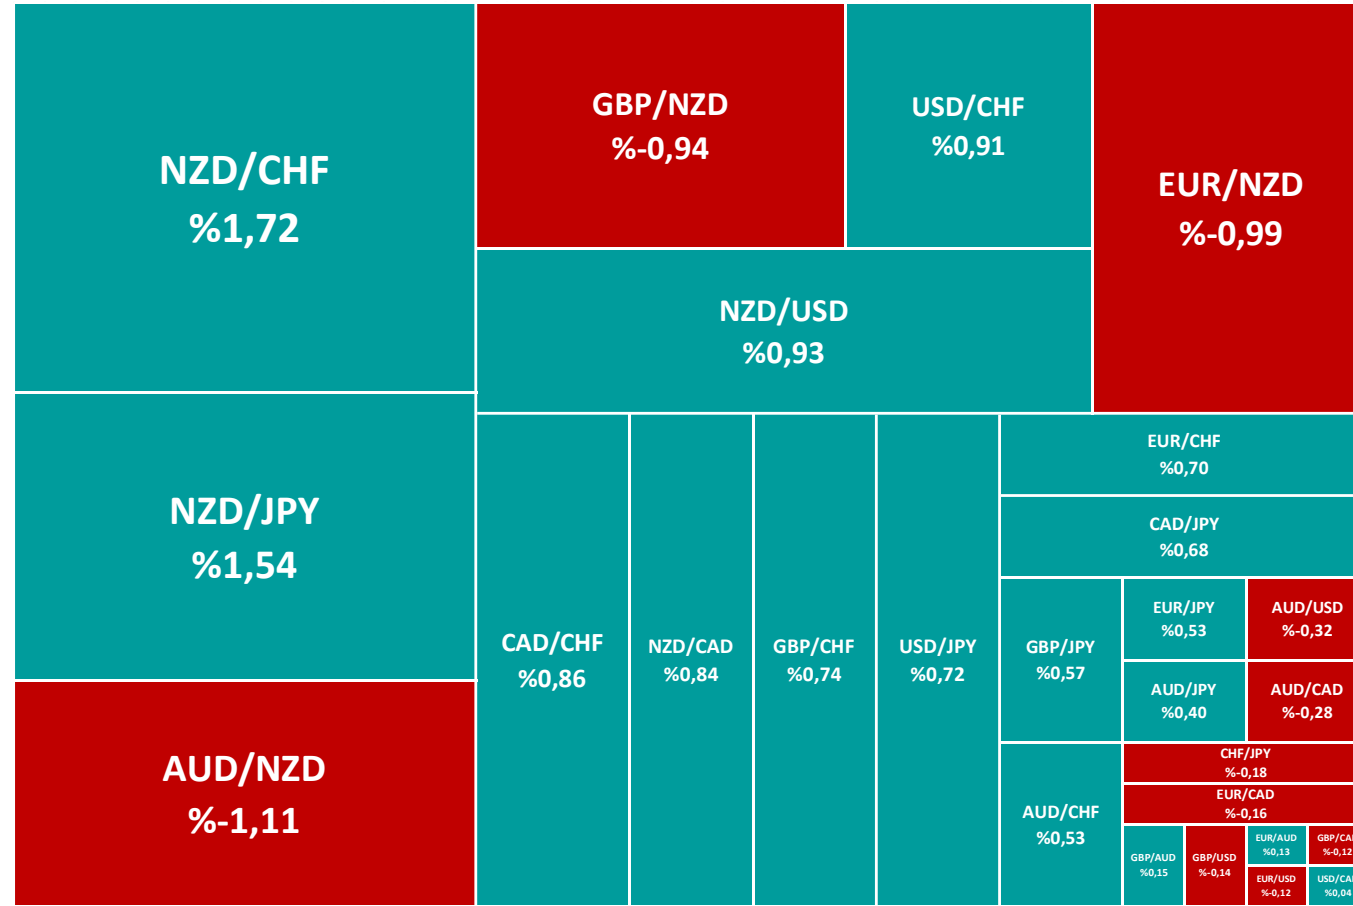 NZD/CHF
%1,72
NZD/JPY
%1,54
AUD/NZD
%-1,11
GBP/NZD
%-0,94
USD/CHF
%0,91
EUR/NZD
%-0,99
NZD/USD
%0,93
CAD/CHF
%0,86
NZD/CAD
%0,84
GBP/CHF
%0,74
USD/JPY
%0,72
EUR/CHF
%0,70
CAD/JPY
%0,68
GBP/JPY
%0,57
EUR/JPY
%0,53
AUD/USD
%-0,32
AUD/JPY
%0,40
AUD/CAD
%-0,28
AUD/CHF
%0,53
CHF/JPY
%-0,18
EUR/CAD
%-0,16
GBP/AUD
%0,15
GBP/USD
%-0,14
EUR/AUD
%0,13
GBP/CA
%-0,12
EUR/USD
%-0,12
USD/CA
%0,04